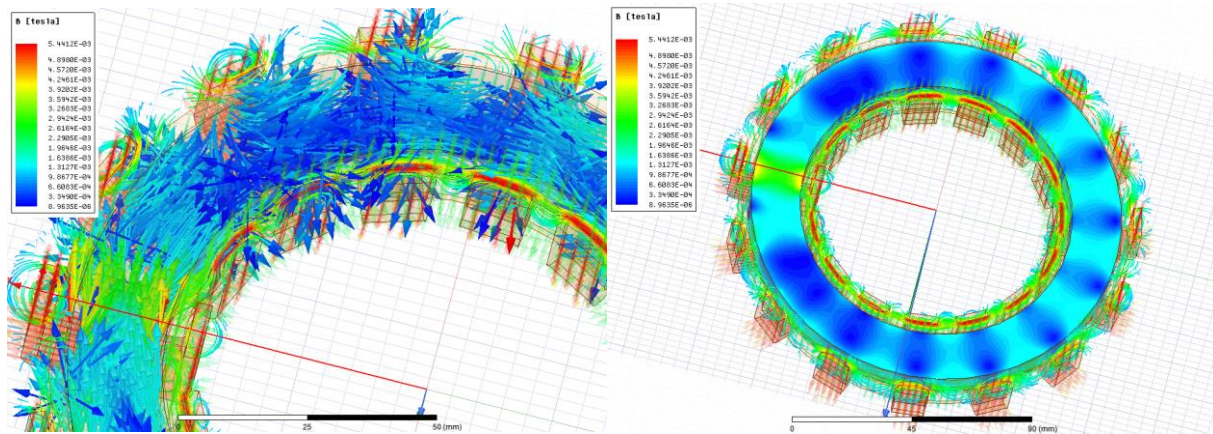 B [tesla]
5.4412E-03
4.8980E-03
4.5720E-03
4.2461E-03
3.9202E-03
3.5942E-03
3.2683E-03
2.9424E-03
2.6164E-03
2.2905E-03
1.9646E-03
1.6386E-03
1.3127E-03
9.8677E-04
6.6083E-04
3.3490E-04
8.9635E-06
0
25
50 (mm)
B [tesla]
5.4412E-03
4.8980E-03
4.5720E-03
4.2461E-03
3.9202E-03
3.5942E-03
3.2683E-03
2.9424E-03
2.6164E-03
2.2905E-03
1.9646E-03
1.6386E-03
1.3127E-03
9.8677E-04
6.6083E-04
3.3490E-04
8.9635E-06
0
45
90 (mm)